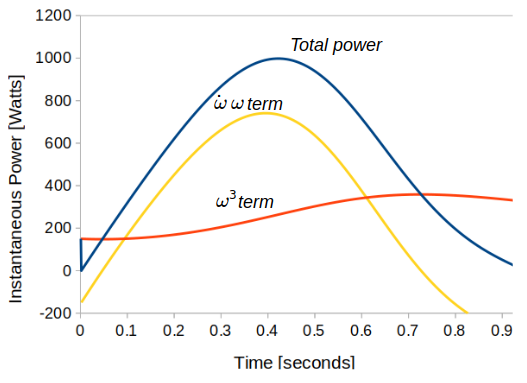 1200
1000
800
600
400
200
0
-200
Instantaneous Power [Watts]
Total power
ω̇ ω term
ω³ term
0 0.1 0.2 0.3 0.4 0.5 0.6 0.7 0.8 0.9
Time [seconds]